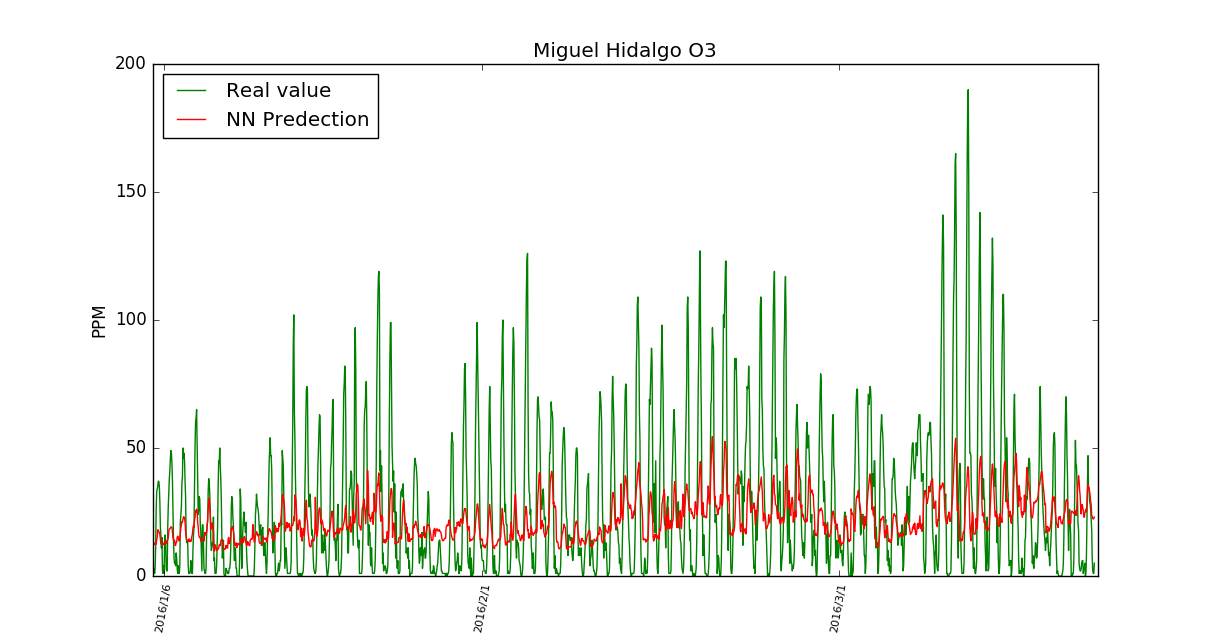 Miguel Hidalgo O3
200
Real value
NN Predection
150
PPM
100
50
0
2016/1/6
2016/2/1
2016/3/1